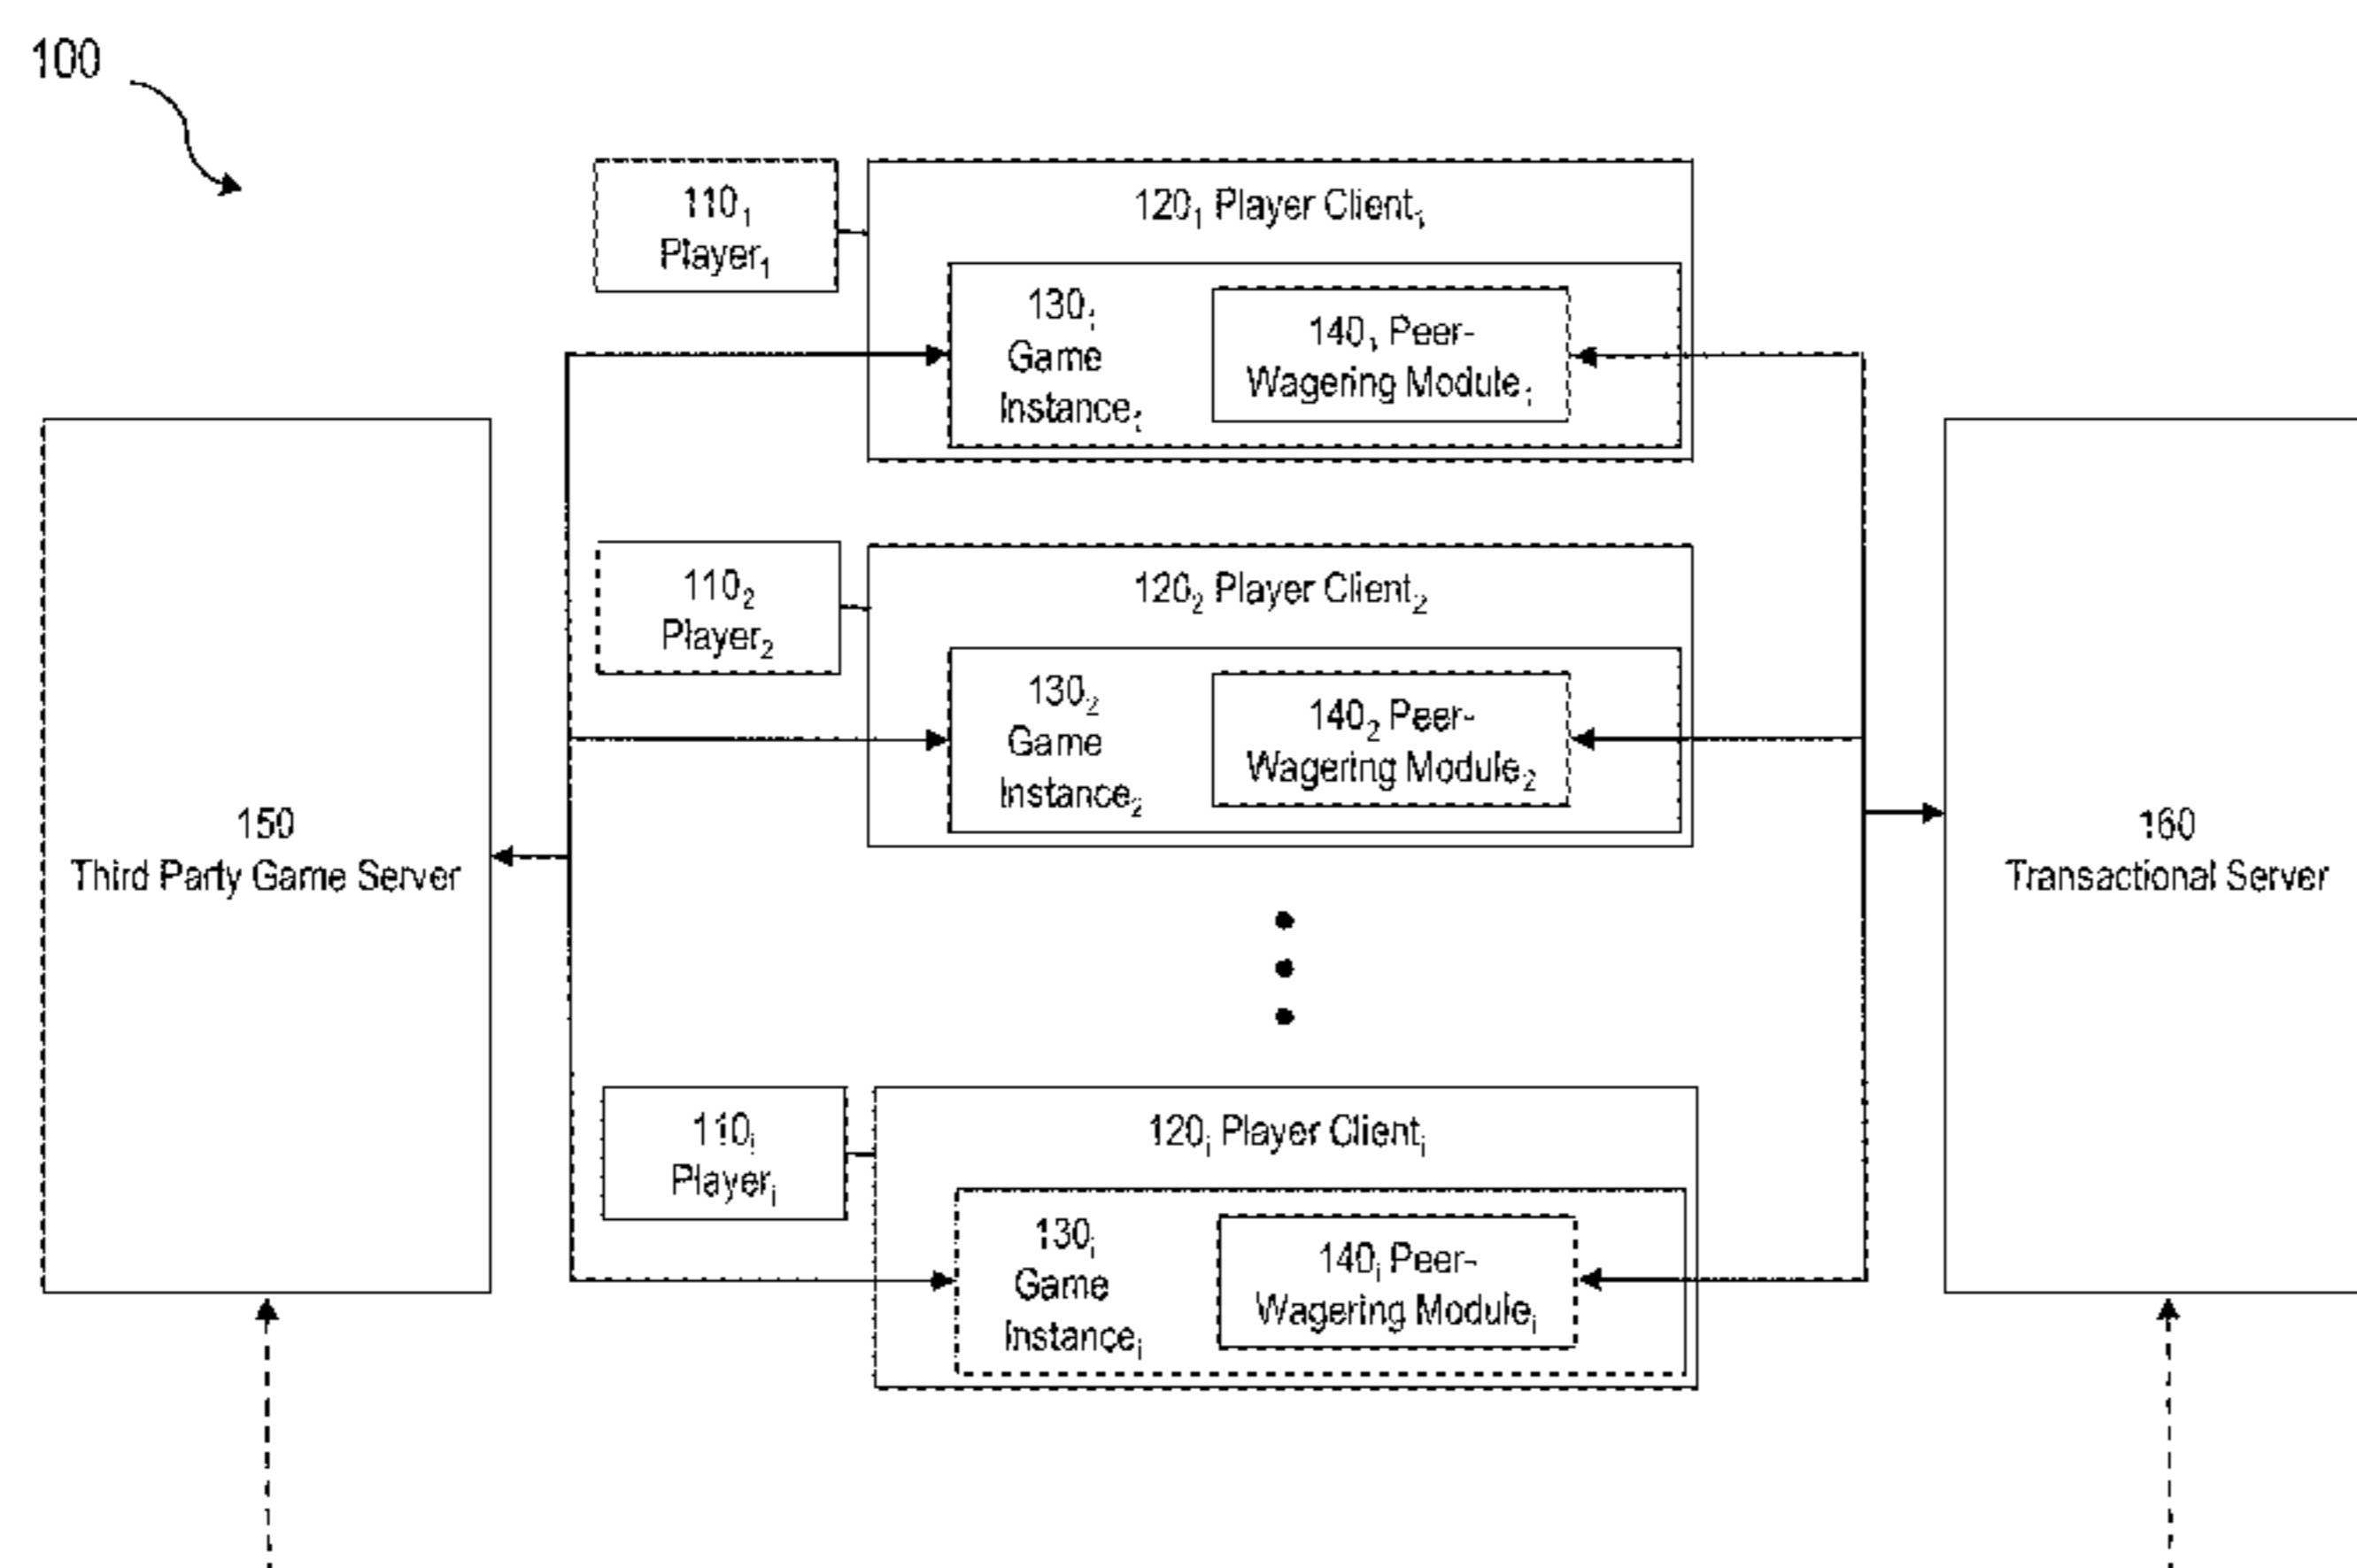 100
110₁
Player₁
120₁ Player Client₁
130₁
Game
Instance₁
140₁ Peer-
Wagering Module₁
110₂
Player₂
120₂ Player Client₂
130₂
Game
Instance₂
140₂ Peer-
Wagering Module₂
150
Third Party Game Server
160
Transactional Server
110ᵢ
Playerᵢ
120ᵢ Player Clientᵢ
130ᵢ
Game
Instanceᵢ
140ᵢ Peer-
Wagering Moduleᵢ